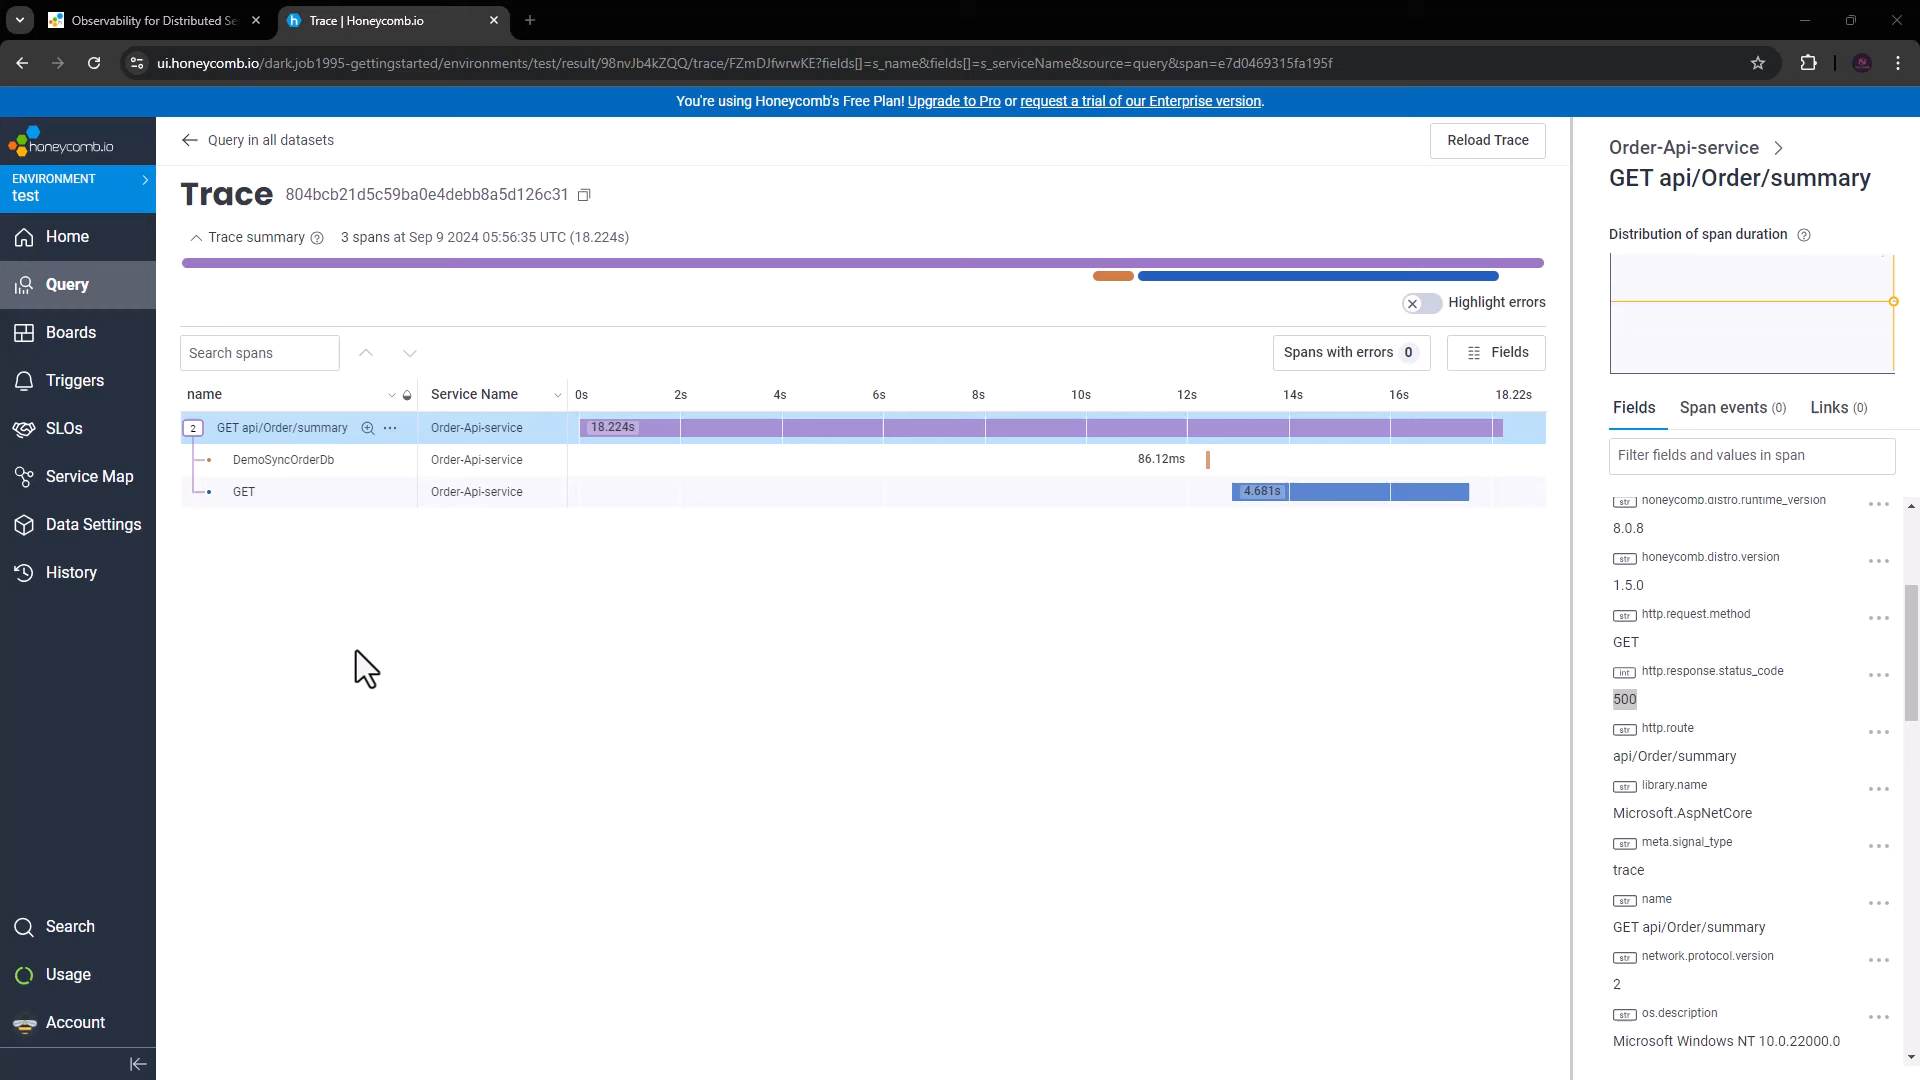 Observability for Distributed Se
Trace | Honeycomb.io
ui.honeycomb.io/dark.job1995-gettingstarted/environments/test/result/98nvJb4kZQQ/trace/FZmDJfwrwKE?fields[]=s_name&fields[]=s_serviceName&source=query&span=e7d0469315fa195f
You're using Honeycomb's Free Plan! Upgrade to Pro or request a trial of our Enterprise version.
honeycomb.io
ENVIRONMENT
test
Home
Query
Boards
Triggers
SLOs
Service Map
Data Settings
History
Search
Usage
Account
Query in all datasets
Reload Trace
Trace 804bcb21d5c59ba0e4debb8a5d126c31
Trace summary 3 spans at Sep 9 2024 05:56:35 UTC (18.224s)
Highlight errors
Search spans
Spans with errors 0
Fields
name Service Name 0s 2s 4s 6s 8s 10s 12s 14s 16s 18.22s
2 GET api/Order/summary Order-Api-service 18.224s
DemoSyncOrderDb Order-Api-service 86.12ms
GET Order-Api-service 4.681s
Order-Api-service
GET api/Order/summary
Distribution of span duration
Fields Span events (0) Links (0)
Filter fields and values in span
str honeycomb.distro.runtime_version
8.0.8
str honeycomb.distro.version
1.5.0
str http.request.method
GET
int http.response.status_code
500
str http.route
api/Order/summary
str library.name
Microsoft.AspNetCore
str meta.signal_type
trace
str name
GET api/Order/summary
str network.protocol.version
2
str os.description
Microsoft Windows NT 10.0.22000.0